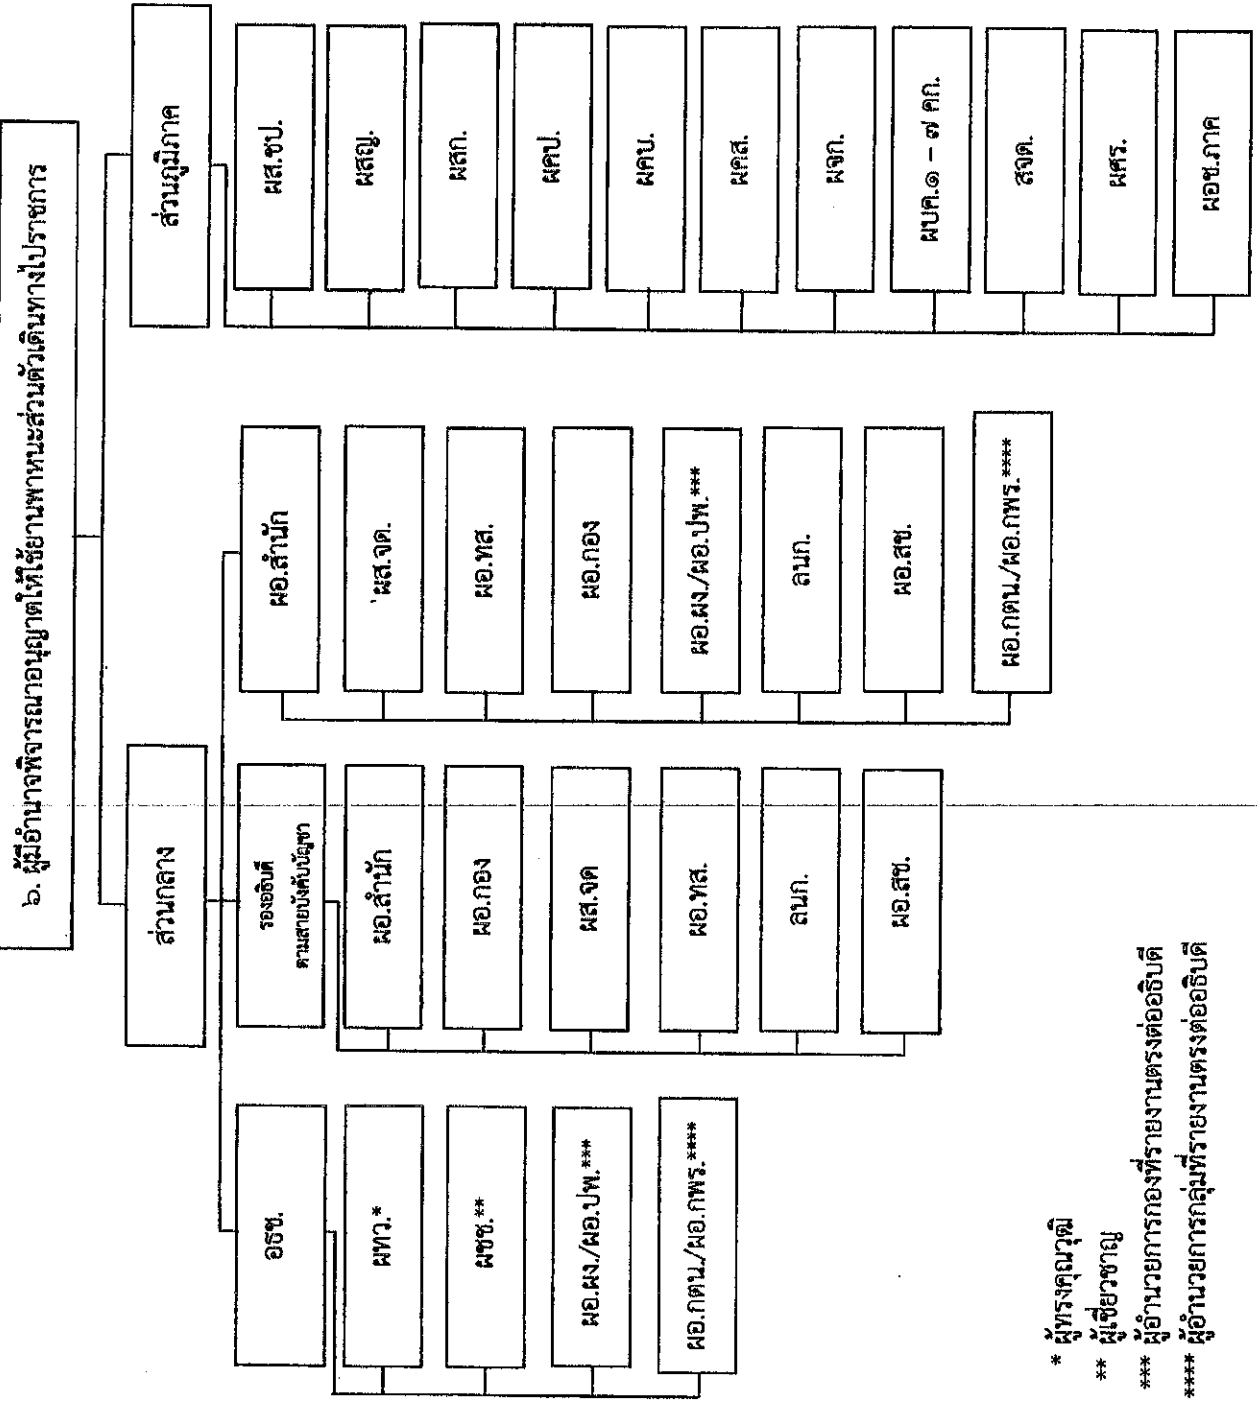 ๖. ผู้มีอำนาจพิจารณาอนุญาตให้ใช้ยานพาหนะส่วนตัวเดินทางไปราชการ
ส่วนกลาง
ส่วนภูมิภาค
อธช.
ผทว.*
ผชช.**
ผอ.ผง./ผอ.ปพ.***
ผอ.กตน./ผอ.กพร.****
รองอธิบดี
ตามสายบังคับบัญชา
ผอ.สำนัก
ผอ.กอง
ผส.จด
ผอ.ทส.
ลนก.
ผอ.สช.
ผอ.สำนัก
ผส.จด.
ผอ.ทส.
ผอ.กอง
ผอ.ผง./ผอ.ปพ.***
ลนก.
ผอ.สช.
ผอ.กตน./ผอ.กพร.****
ผส.ชป.
ผสญ.
ผสก.
ผคป.
ผคบ.
ผคส.
ผจก.
ผบค.๑ – ๗ คก.
สจด.
ผศร.
ผอช.ภาค
* ผู้ทรงคุณวุฒิ
** ผู้เชี่ยวชาญ
*** ผู้อำนวยการกองที่รายงานตรงต่ออธิบดี
**** ผู้อำนวยการกลุ่มที่รายงานตรงต่ออธิบดี